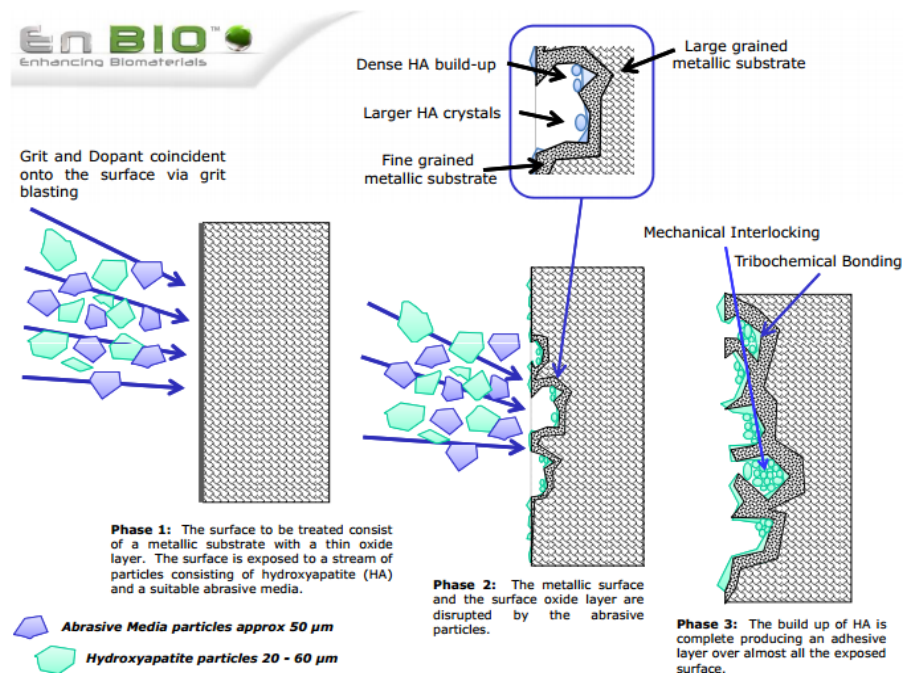 EnBIO™
Enhancing Biomaterials
Dense HA build-up
Larger HA crystals
Fine grained
metallic substrate
Large grained
metallic substrate
Grit and Dopant coincident
onto the surface via grit
blasting
Mechanical Interlocking
Tribochemical Bonding
Phase 1: The surface to be treated consist
of a metallic substrate with a thin oxide
layer. The surface is exposed to a stream of
particles consisting of hydroxyapatite (HA)
and a suitable abrasive media.
Phase 2: The metallic surface
and the surface oxide layer are
disrupted by the abrasive
particles.
Phase 3: The build up of HA is
complete producing an adhesive
layer over almost all the exposed
surface.
Abrasive Media particles approx 50 µm
Hydroxyapatite particles 20 - 60 µm